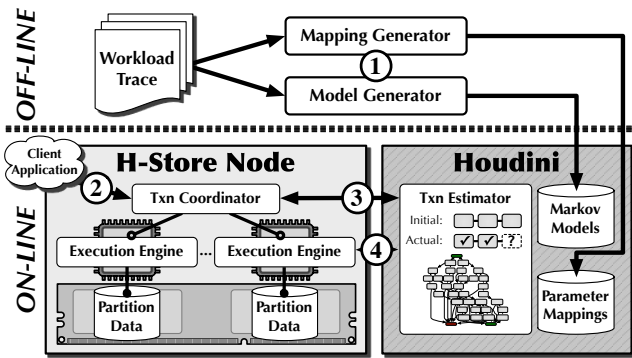 OFF-LINE
Workload
Trace
Mapping Generator
1
Model Generator
ON-LINE
Client
Application
H-Store Node
2
Txn Coordinator
3
Execution Engine
...
Execution Engine
4
Partition
Data
Partition
Data
Houdini
Txn Estimator
Initial:
Actual:
?
Markov
Models
Parameter
Mappings